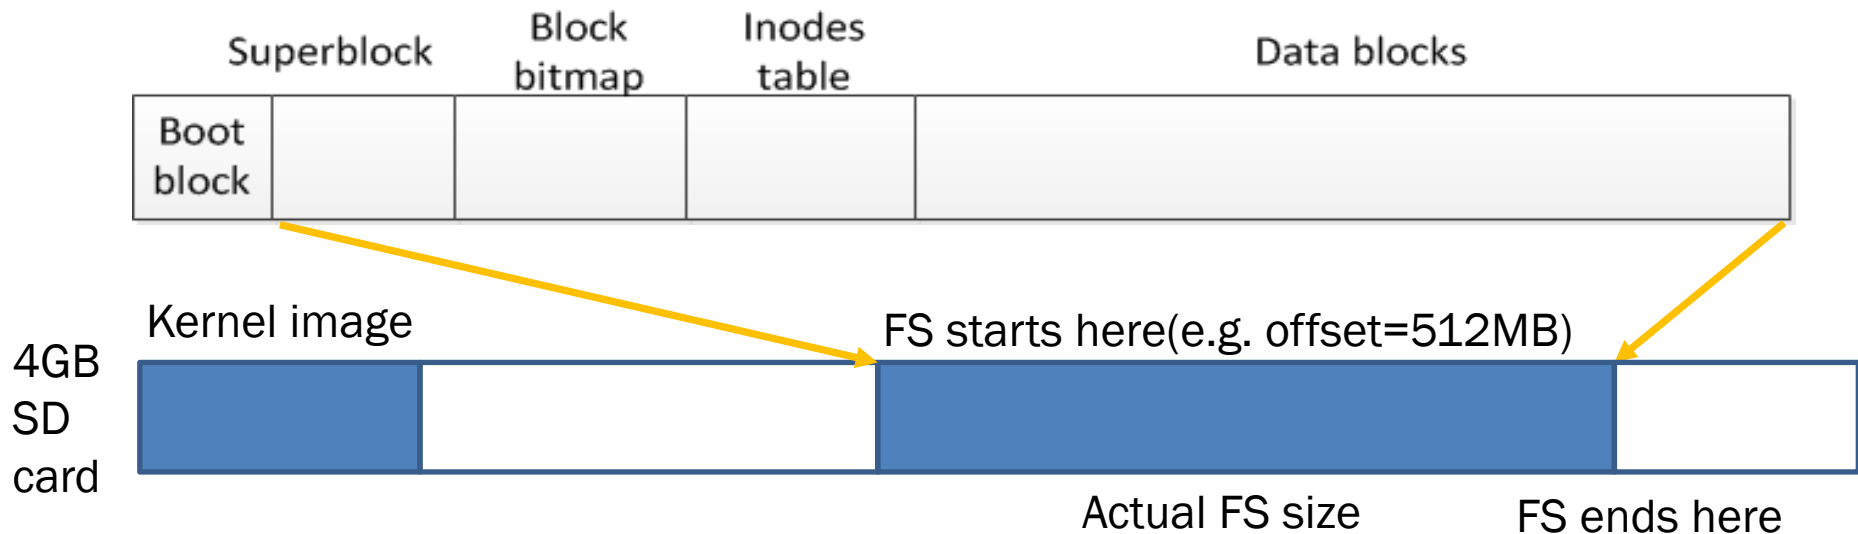 Superblock
Block
bitmap
Inodes
table
Data blocks
Boot
block
Kernel image
FS starts here(e.g. offset=512MB)
4GB
SD
card
Actual FS size
FS ends here